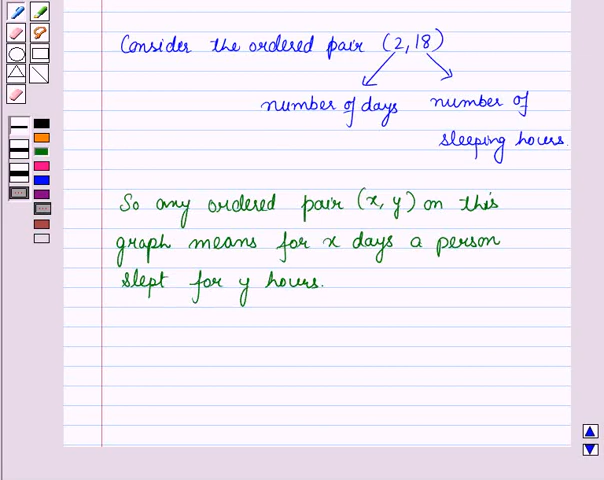 Consider the ordered pair (2,18)
number of days number of
sleeping hours.
So any ordered pair (x, y) on this
graph means for x days a person
slept for y hours.